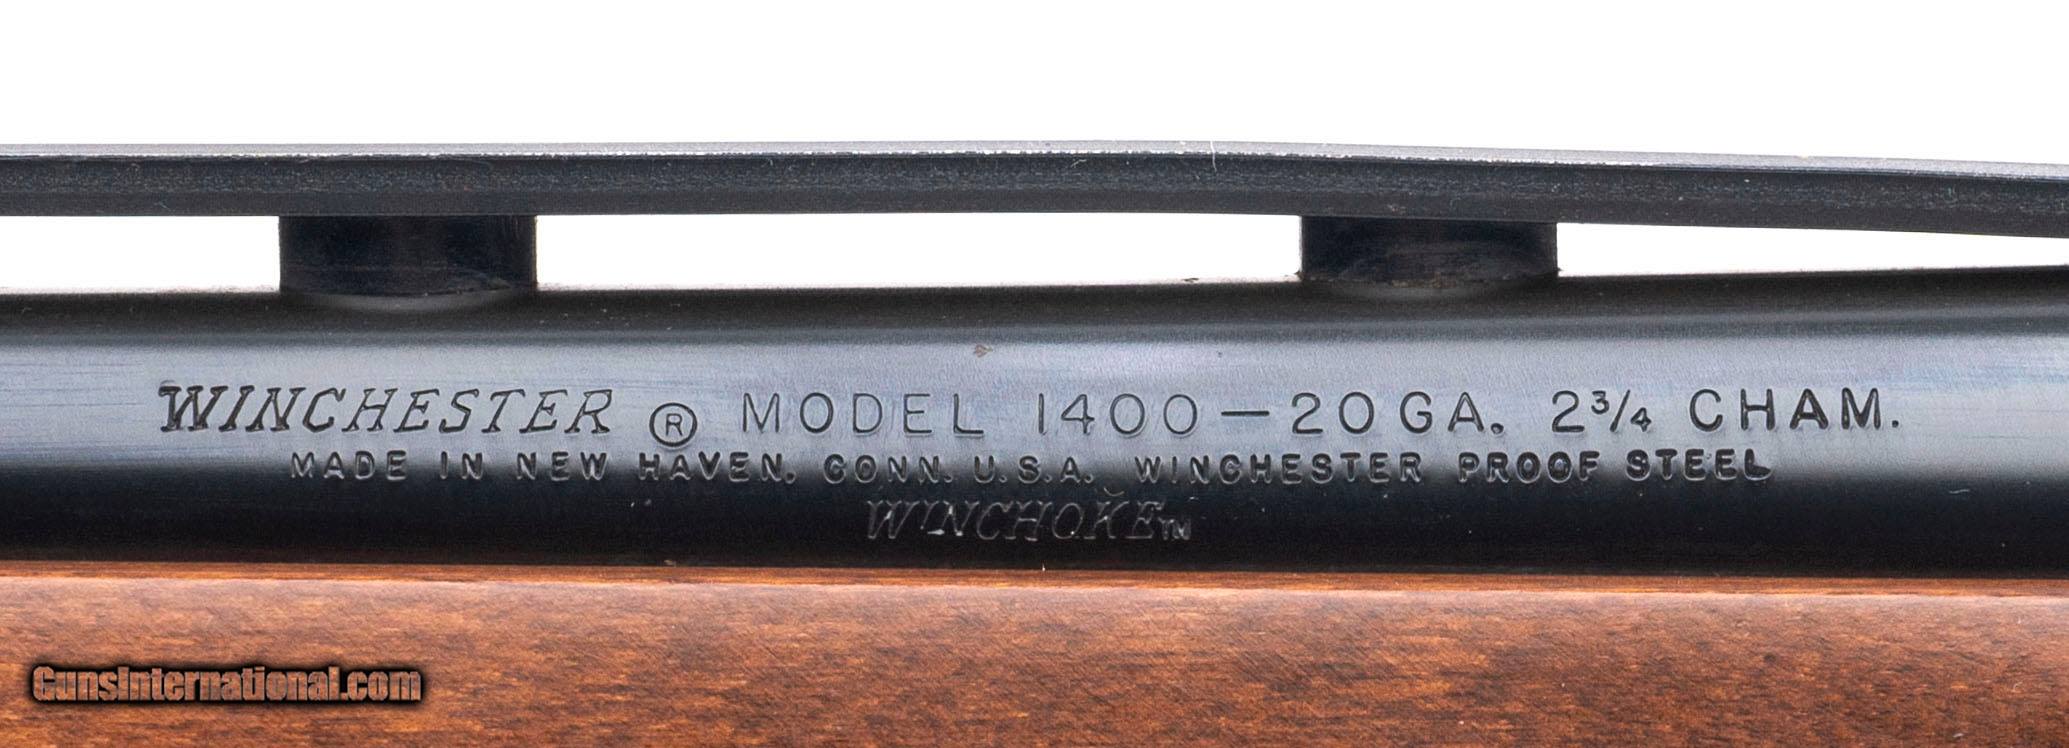 WINCHESTER ® MODEL 1400—20 GA. 2¾ CHAM.
MADE IN NEW HAVEN, CONN. U.S.A. WINCHESTER PROOF STEEL
WINCHOKE™
GunsInternational.com